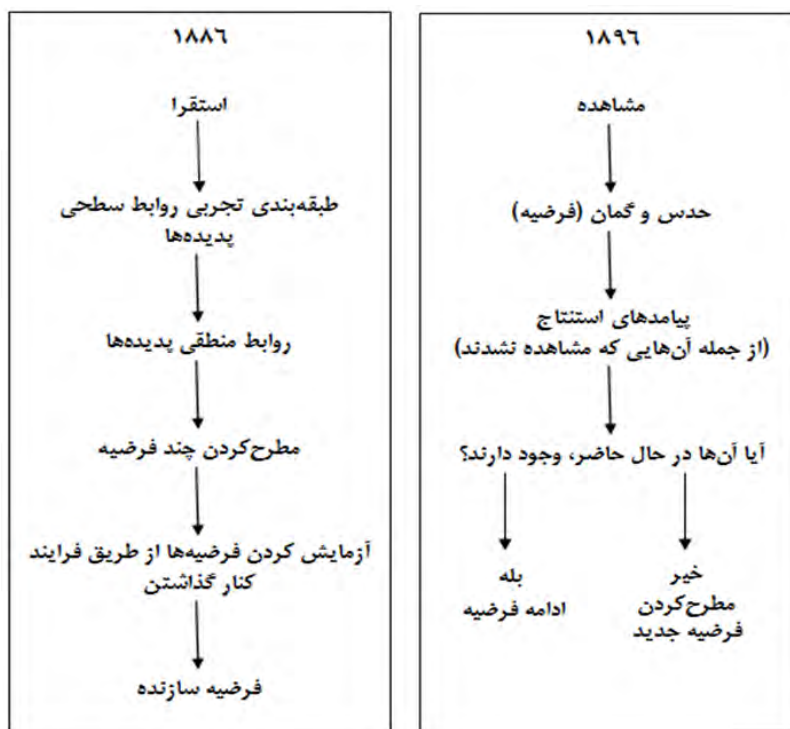 ۱۸۹۶
مشاهده
حدس و گمان (فرضیه)
پیامدهای استنتاج
(از جمله آن‌هایی که مشاهده نشدند)
آیا آن‌ها در حال حاضر، وجود دارند؟
خیر
مطرح‌کردن
فرضیه جدید
بله
ادامه فرضیه
۱۸۸۶
استقرا
طبقه‌بندی تجربی روابط سطحی
پدیده‌ها
روابط منطقی پدیده‌ها
مطرح‌کردن چند فرضیه
آزمایش کردن فرضیه‌ها از طریق فرایند
کنار گذاشتن
فرضیه سازنده